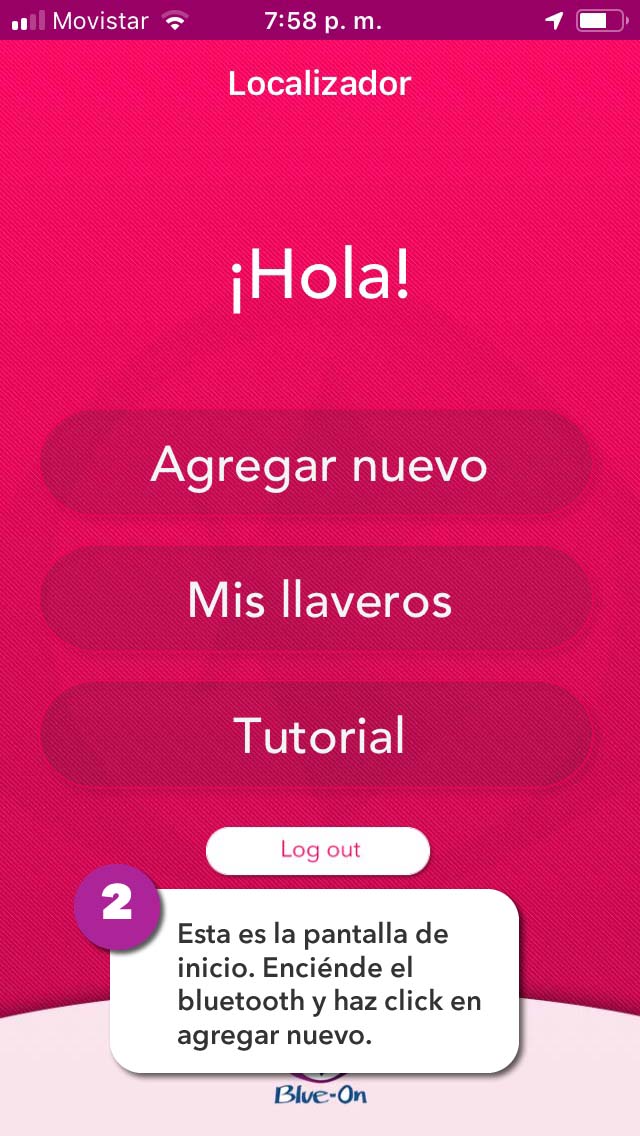 Movistar 7:58 p. m.
Localizador
¡Hola!
Agregar nuevo
Mis llaveros
Tutorial
Log out
2
Esta es la pantalla de
inicio. Enciénde el
bluetooth y haz click en
agregar nuevo.
Blue-On